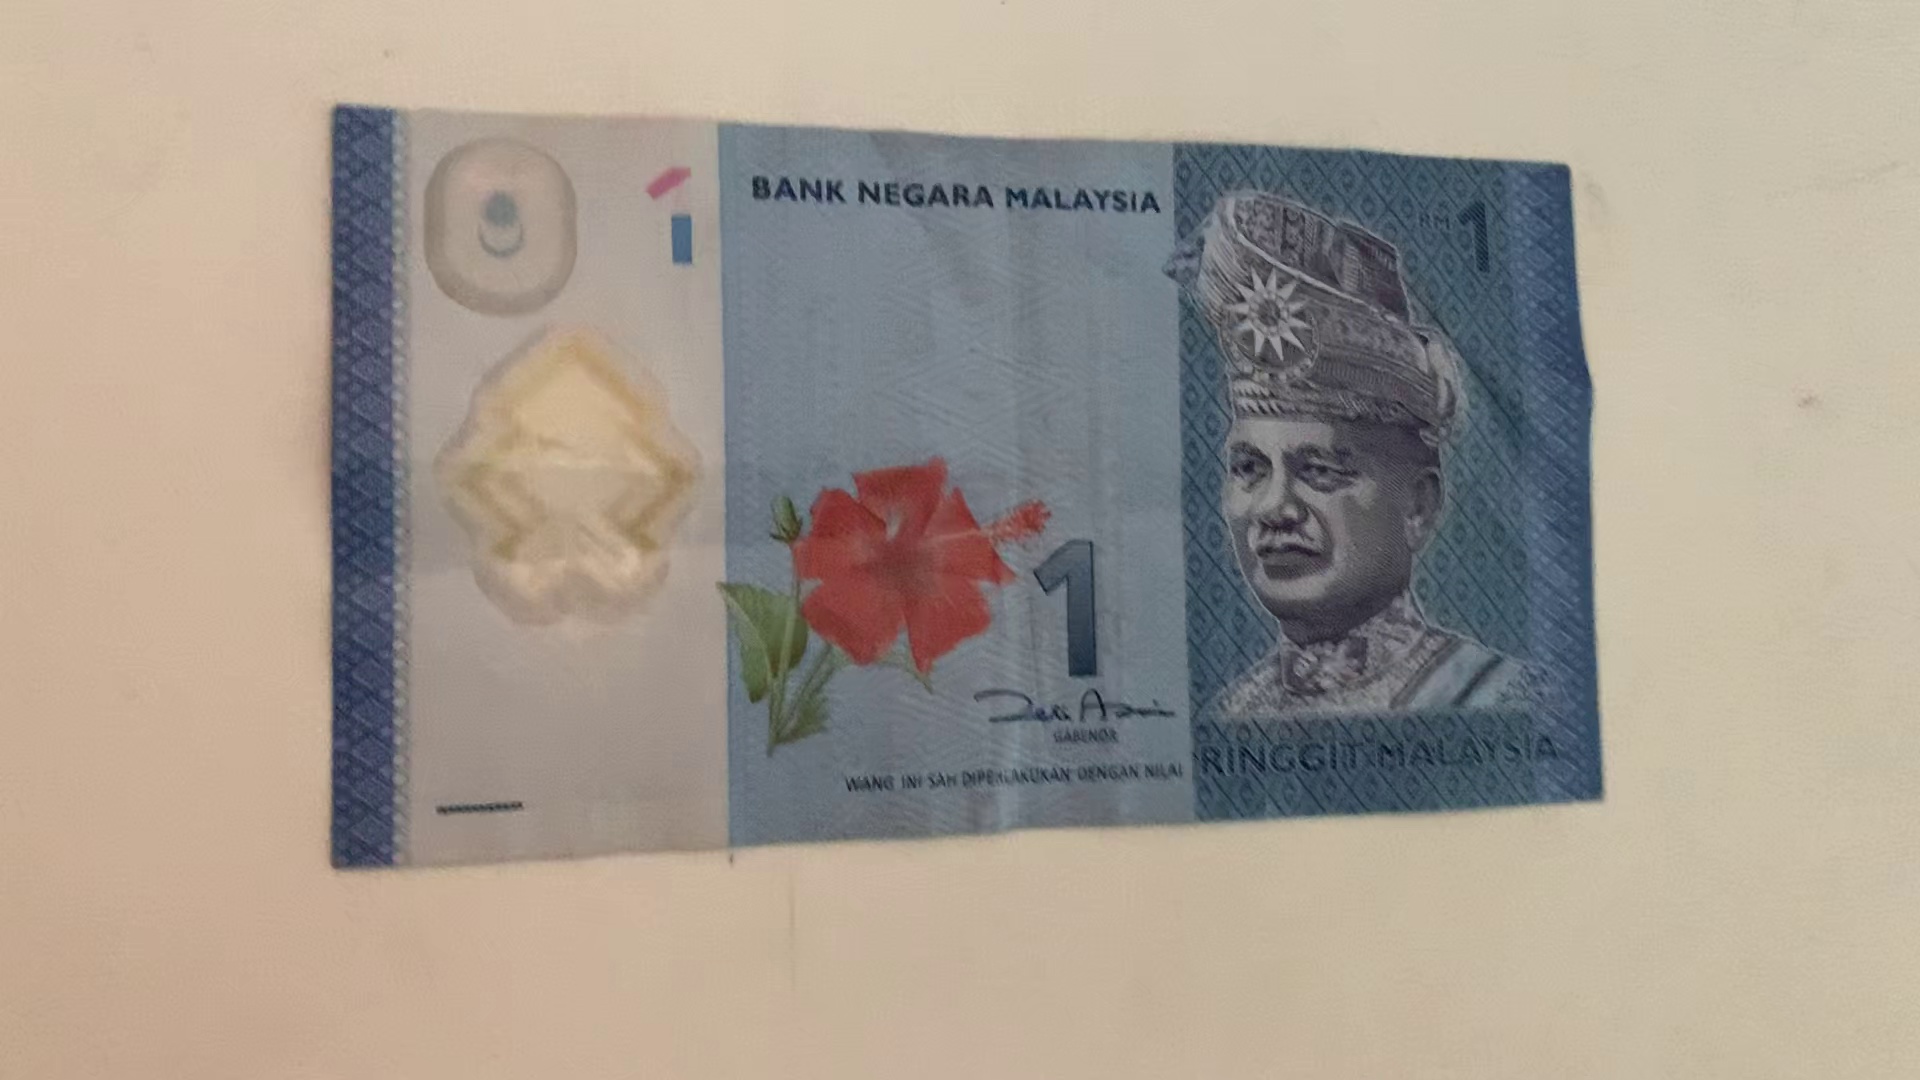 BANK NEGARA MALAYSIA
RM 1
1
GABENOR
WANG INI SAH DIPERLAKUKAN DENGAN NILAI
RINGGIT MALAYSIA